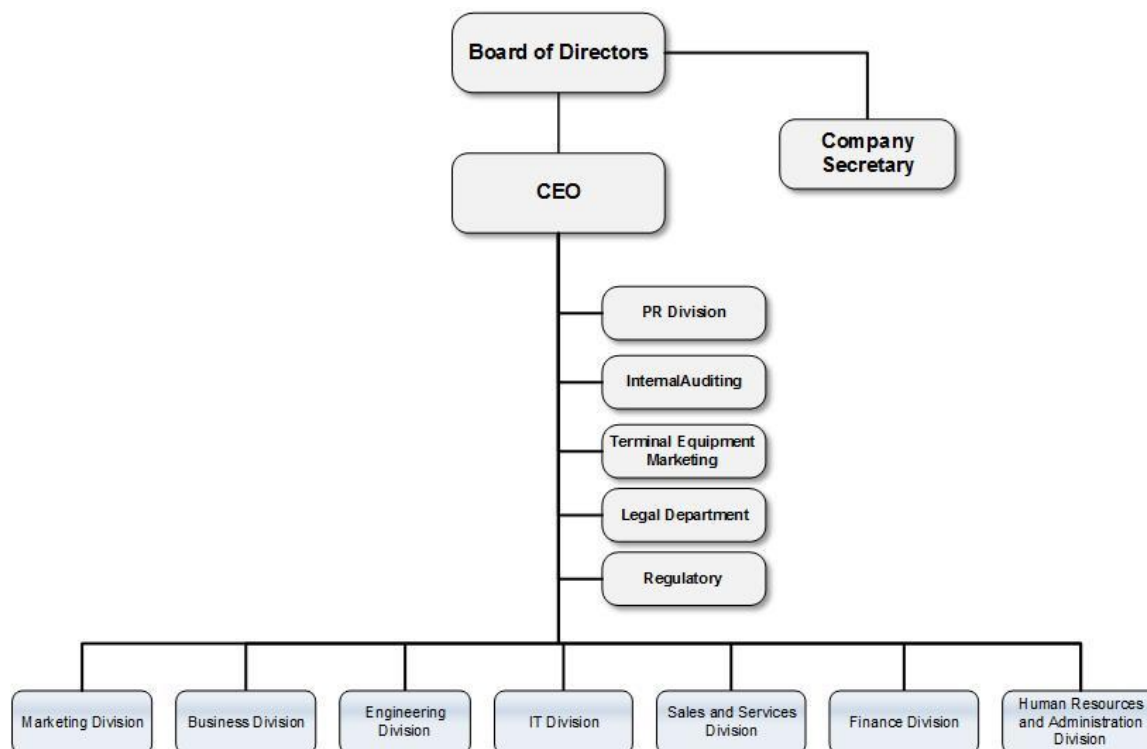 Board of Directors
Company
Secretary
CEO
PR Division
InternalAuditing
Terminal Equipment
Marketing
Legal Department
Regulatory
Marketing Division
Business Division
Engineering
Division
IT Division
Sales and Services
Division
Finance Division
Human Resources
and Administration
Division